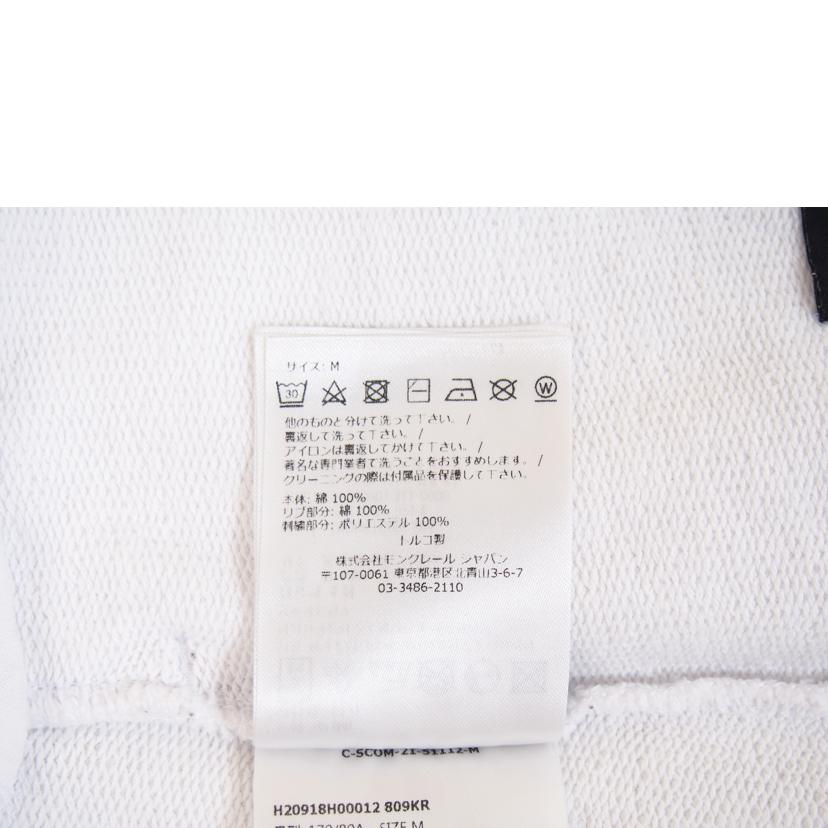 サイズ: M
30
W
他のものと分けて洗って下さい。 /
裏返して洗って下さい。 /
アイロンは裏返してかけて下さい。 /
著名な専門業者で洗うことをおすすめします。 /
クリーニングの際は付属品を保護して下さい。
本体: 綿 100%
リブ部分: 綿 100%
刺繍部分: ポリエステル 100%
トルコ製
株式会社モンクレール ジャパン
〒107-0061 東京都港区北青山3-6-7
03-3486-2110
C-SCOM-21-51112-M
H20918H00012 809KR
SIZE M